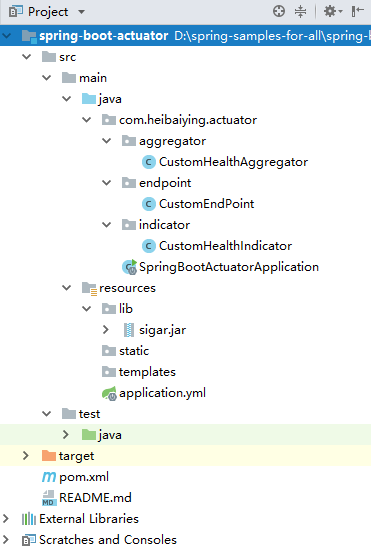 Project
spring-boot-actuator D:\spring-samples-for-all\spring-b
src
main
java
com.heibaiying.actuator
aggregator
CustomHealthAggregator
endpoint
CustomEndPoint
indicator
CustomHealthIndicator
SpringBootActuatorApplication
resources
lib
sigar.jar
static
templates
application.yml
test
java
target
pom.xml
README.md
External Libraries
Scratches and Consoles